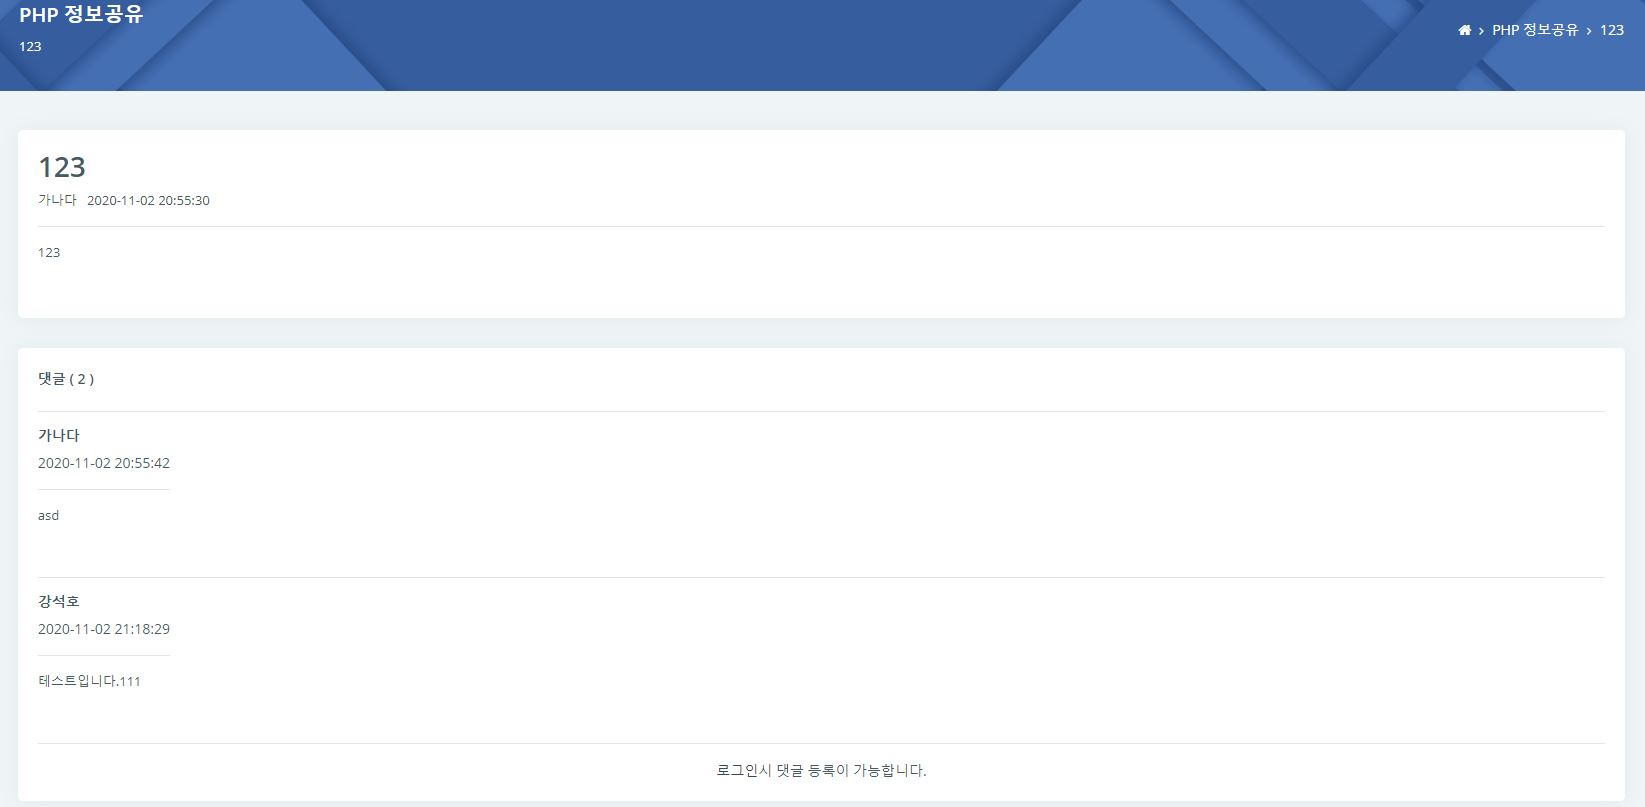 PHP 정보공유
123
PHP 정보공유 > 123
123
가나다 2020-11-02 20:55:30
123
댓글 ( 2 )
가나다
2020-11-02 20:55:42
asd
강석호
2020-11-02 21:18:29
테스트입니다.111
로그인시 댓글 등록이 가능합니다.